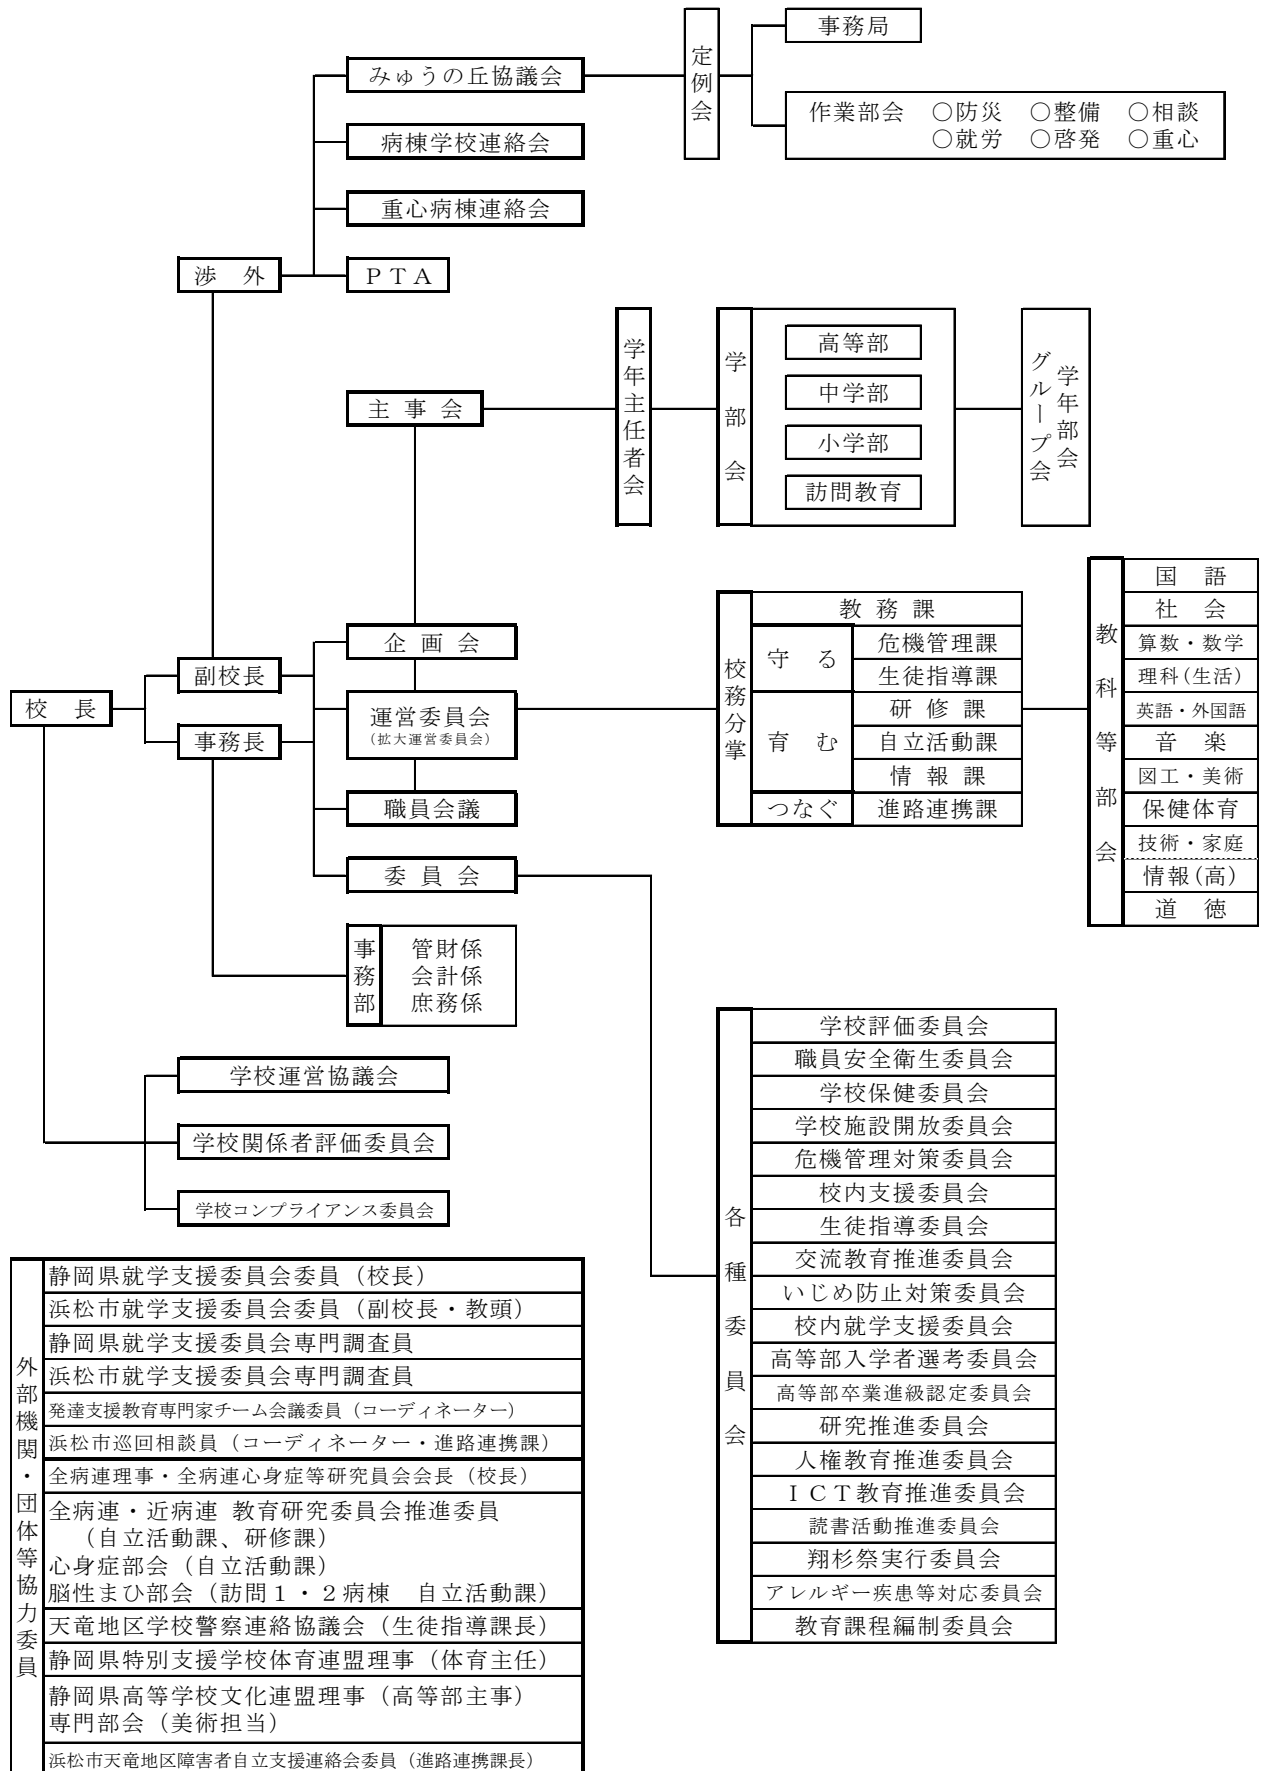 事務局
定例会
みゅうの丘協議会
作業部会　○防災　○整備　○相談
○就労　○啓発　○重心
病棟学校連絡会
重心病棟連絡会
渉　外
ＰＴＡ
学年主任者会
学部会
高等部
中学部
小学部
訪問教育
学年部会
グループ会
主 事 会
教科等部会
国　語
社　会
算数・数学
理科(生活)
英語・外国語
音　楽
図工・美術
保健体育
技術・家庭
情報(高)
道　徳
校務分掌
教 務 課
守　る
危機管理課
生徒指導課
育　む
研 修 課
自立活動課
情 報 課
つなぐ
進路連携課
企 画 会
副校長
校　長
運営委員会
(拡大運営委員会)
事務長
職員会議
委 員 会
事務部
管財係
会計係
庶務係
学校運営協議会
学校関係者評価委員会
学校コンプライアンス委員会
各種委員会
学校評価委員会
職員安全衛生委員会
学校保健委員会
学校施設開放委員会
危機管理対策委員会
校内支援委員会
生徒指導委員会
交流教育推進委員会
いじめ防止対策委員会
校内就学支援委員会
高等部入学者選考委員会
高等部卒業進級認定委員会
研究推進委員会
人権教育推進委員会
ＩＣＴ教育推進委員会
読書活動推進委員会
翔杉祭実行委員会
アレルギー疾患等対応委員会
教育課程編制委員会
外部機関・団体等協力委員
静岡県就学支援委員会委員（校長）
浜松市就学支援委員会委員（副校長・教頭）
静岡県就学支援委員会専門調査員
浜松市就学支援委員会専門調査員
発達支援教育専門家チーム会議委員（コーディネーター）
浜松市巡回相談員（コーディネーター・進路連携課）
全病連理事・全病連心身症等研究員会会長（校長）
全病連・近病連 教育研究委員会推進委員
（自立活動課、研修課）
心身症部会（自立活動課）
脳性まひ部会（訪問１・２病棟　自立活動課）
天竜地区学校警察連絡協議会（生徒指導課長）
静岡県特別支援学校体育連盟理事（体育主任）
静岡県高等学校文化連盟理事（高等部主事）
専門部会（美術担当）
浜松市天竜地区障害者自立支援連絡会委員（進路連携課長）